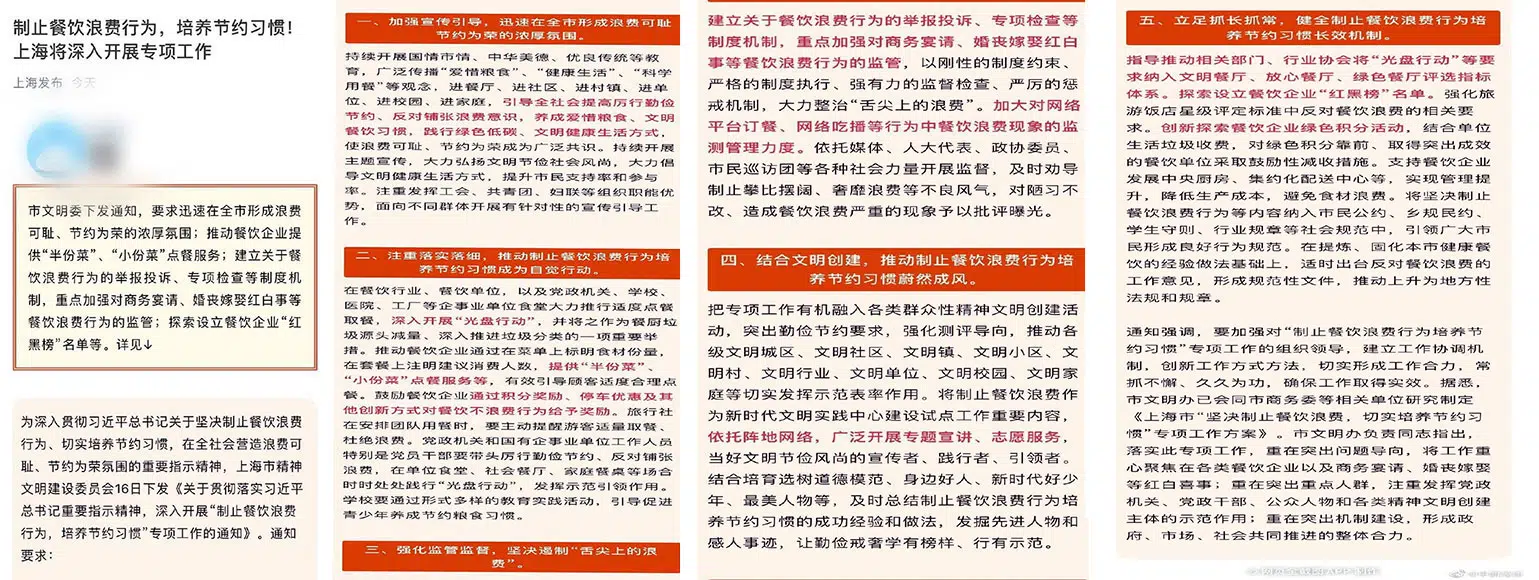 制止餐饮浪费行为，培养节约习惯！
上海将深入开展专项工作
上海发布 今天
市文明委下发通知，要求迅速在全市形成浪费
可耻、节约为荣的浓厚氛围；推动餐饮企业提
供“半份菜”、“小份菜”点餐服务；建立关于餐
饮浪费行为的举报投诉、专项检查等制度机
制，重点加强对商务宴请、婚丧嫁娶红白事等
餐饮浪费行为的监管；探索设立餐饮企业“红
黑榜”名单等。详见↓
为深入贯彻习近平总书记关于坚决制止餐饮浪费
行为、切实培养节约习惯，在全社会营造浪费可
耻、节约为荣氛围的重要指示精神，上海市精神
文明建设委员会16日下发《关于贯彻落实习近平
总书记重要指示精神，深入开展“制止餐饮浪费
行为，培养节约习惯”专项工作的通知》。通知
要求：
一、加强宣传引导，迅速在全市形成浪费可耻
节约为荣的浓厚氛围。
持续开展国情市情、中华美德、优良传统等教
育，广泛传播“爱惜粮食”、“健康生活”、“科学
用餐”等观念，进餐厅、进社区、进村镇、进单
位、进校园、进家庭，引导全社会提高厉行勤俭
节约、反对铺张浪费意识，养成爱惜粮食、文明
餐饮习惯，践行绿色低碳、文明健康生活方式，
使浪费可耻、节约为荣成为广泛共识。持续开展
主题宣传，大力弘扬文明节俭社会风尚，大力倡
导文明健康生活方式，提升市民支持率和参与
率。注重发挥工会、共青团、妇联等组织职能优
势，面向不同群体开展有针对性的宣传引导工
作。
二、注重落实落细，推动制止餐饮浪费行为培
养节约习惯成为自觉行动。
在餐饮行业、餐饮单位，以及党政机关、学校、
医院、工厂等企事业单位食堂大力推行适度点餐
取餐，深入开展“光盘行动”，并将之作为餐厨垃
圾源头减量、深入推进垃圾分类的一项重要举
措。推动餐饮企业通过在菜单上标明食材份量，
在套餐上注明建议消费人数，提供“半份菜”、
“小份菜”点餐服务等，有效引导顾客适度合理点
餐。鼓励餐饮企业通过积分奖励、停车优惠及其
他创新方式对餐饮不浪费行为给予奖励。旅行社
在安排团队用餐时，要主动提醒游客适量取餐、
杜绝浪费。党政机关和国有企事业单位工作人员
特别是党员干部要带头厉行勤俭节约、反对铺张
浪费，在单位食堂、社会餐厅、家庭餐桌等场合
时时处处践行“光盘行动”，发挥示范引领作用。
学校要通过形式多样的教育实践活动，引导促进
青少年养成节约粮食习惯。
三、强化监管监督，坚决遏制“舌尖上的浪
费”。
建立关于餐饮浪费行为的举报投诉、专项检查等
制度机制，重点加强对商务宴请、婚丧嫁娶红白
事等餐饮浪费行为的监管，以刚性的制度约束、
严格的制度执行、强有力的监督检查、严厉的惩
戒机制，大力整治“舌尖上的浪费”。加大对网络
平台订餐、网络吃播等行为中餐饮浪费现象的监
测管理力度。依托媒体、人大代表、政协委员、
市民巡访团等各种社会力量开展监督，及时劝导
制止攀比摆阔、奢靡浪费等不良风气，对陋习不
改、造成餐饮浪费严重的现象予以批评曝光。
四、结合文明创建，推动制止餐饮浪费行为培
养节约习惯蔚然成风。
把专项工作有机融入各类群众性精神文明创建活
动，突出勤俭节约要求，强化测评导向，推动各
级文明城区、文明社区、文明镇、文明小区、文
明村、文明行业、文明单位、文明校园、文明家
庭等切实发挥示范表率作用。将制止餐饮浪费作
为新时代文明实践中心建设试点工作重要内容，
依托阵地网络，广泛开展专题宣讲、志愿服务，
当好文明节俭风尚的宣传者、践行者、引领者。
结合培育选树道德模范、身边好人、新时代好少
年、最美人物等，及时总结制止餐饮浪费行为培
养节约习惯的成功经验和做法，发掘先进人物和
感人事迹，让勤俭戒奢学有榜样、行有示范。
五、立足抓长抓常，健全制止餐饮浪费行为培
养节约习惯长效机制。
指导推动相关部门、行业协会将“光盘行动”等要
求纳入文明餐厅、放心餐厅、绿色餐厅评选指标
体系。探索设立餐饮企业“红黑榜”名单。强化旅
游饭店星级评定标准中反对餐饮浪费的相关要
求。创新探索餐饮企业绿色积分活动，结合单位
生活垃圾收费，对绿色积分靠前、取得突出成效
的餐饮单位采取鼓励性减收措施。支持餐饮企业
发展中央厨房、集约化配送中心等，实现管理提
升，降低生产成本，避免食材浪费。将坚决制止
餐饮浪费行为等内容纳入市民公约、乡规民约、
学生守则、行业规章等社会规范中，引领广大市
民形成良好行为规范。在提炼、固化本市健康餐
饮的经验做法基础上，适时出台反对餐饮浪费的
工作意见，形成规范性文件，推动上升为地方性
法规和规章。
通知强调，要加强对“制止餐饮浪费行为培养节
约习惯”专项工作的组织领导，建立工作协调机
制，创新工作方式方法，切实形成工作合力，常
抓不懈、久久为功，确保工作取得实效。据悉，
市文明办已会同市商务委等相关单位研究制定
《上海市“坚决制止餐饮浪费，切实培养节约习
惯”专项工作方案》。市文明办负责同志指出，
落实此专项工作，重在突出问题导向，将工作重
心聚焦在各类餐饮企业以及商务宴请、婚丧嫁娶
等红白喜事；重在突出重点人群，注重发挥党政
机关、党政干部、公众人物和各类精神文明创建
主体的示范作用；重在突出机制建设，形成政
府、市场、社会共同推进的整体合力。